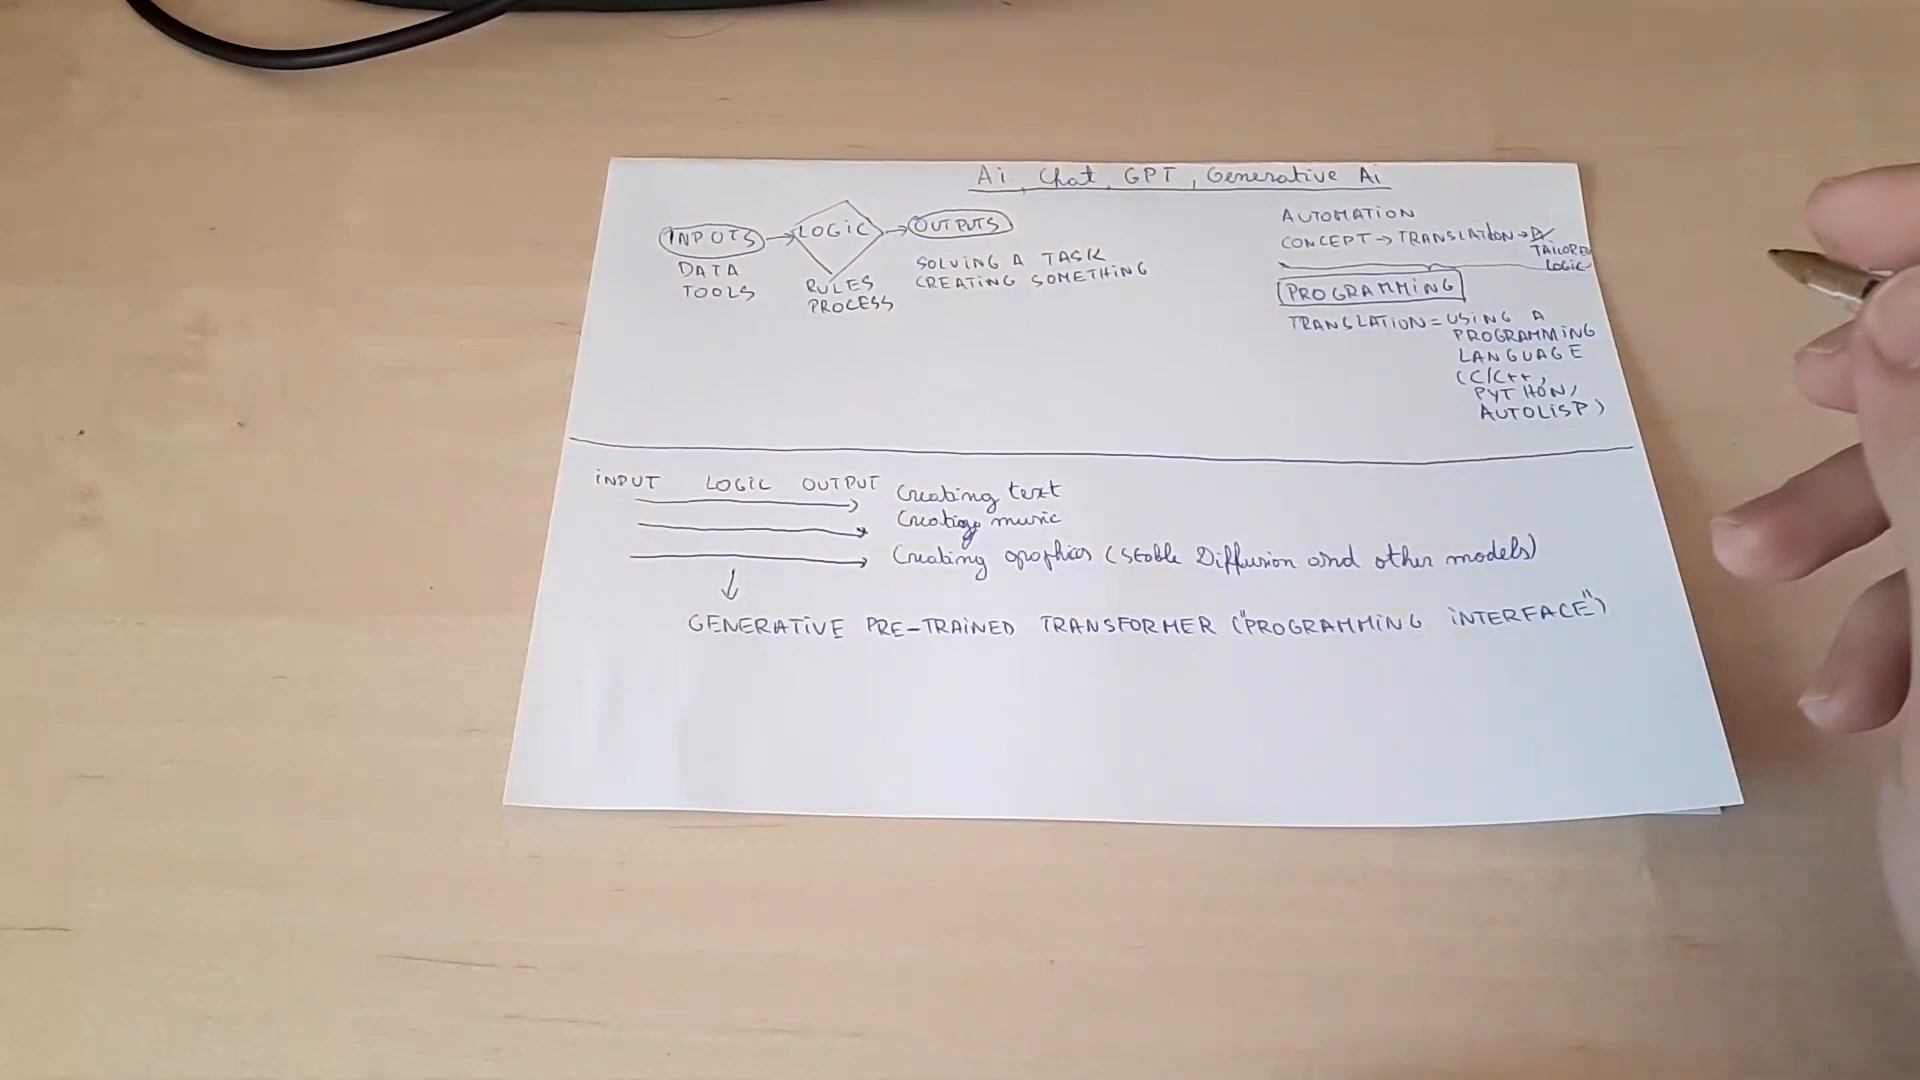 Ai, Chat, GPT, Generative Ai
INPUTS → LOGIC → OUTPUTS
DATA
TOOLS
RULES
PROCESS
SOLVING A TASK
CREATING SOMETHING
AUTOMATION
CONCEPT → TRANSLATION →
TAILORED
LOGIC
PROGRAMMING
TRANSLATION = USING A
PROGRAMMING
LANGUAGE
(C/C++,
PYTHON,
AUTOLISP)
INPUT LOGIC OUTPUT
Creating text
Creating music
Creating graphics (Stable Diffusion and other models)
GENERATIVE PRE-TRAINED TRANSFORMER ("PROGRAMMING INTERFACE")